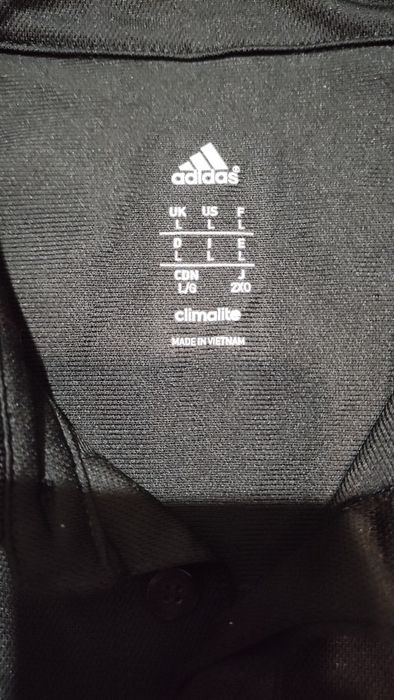 adidas
UK US F
L L L
D I E
L L L
CDN J
L/G 2XO
climalite
MADE IN VIETNAM